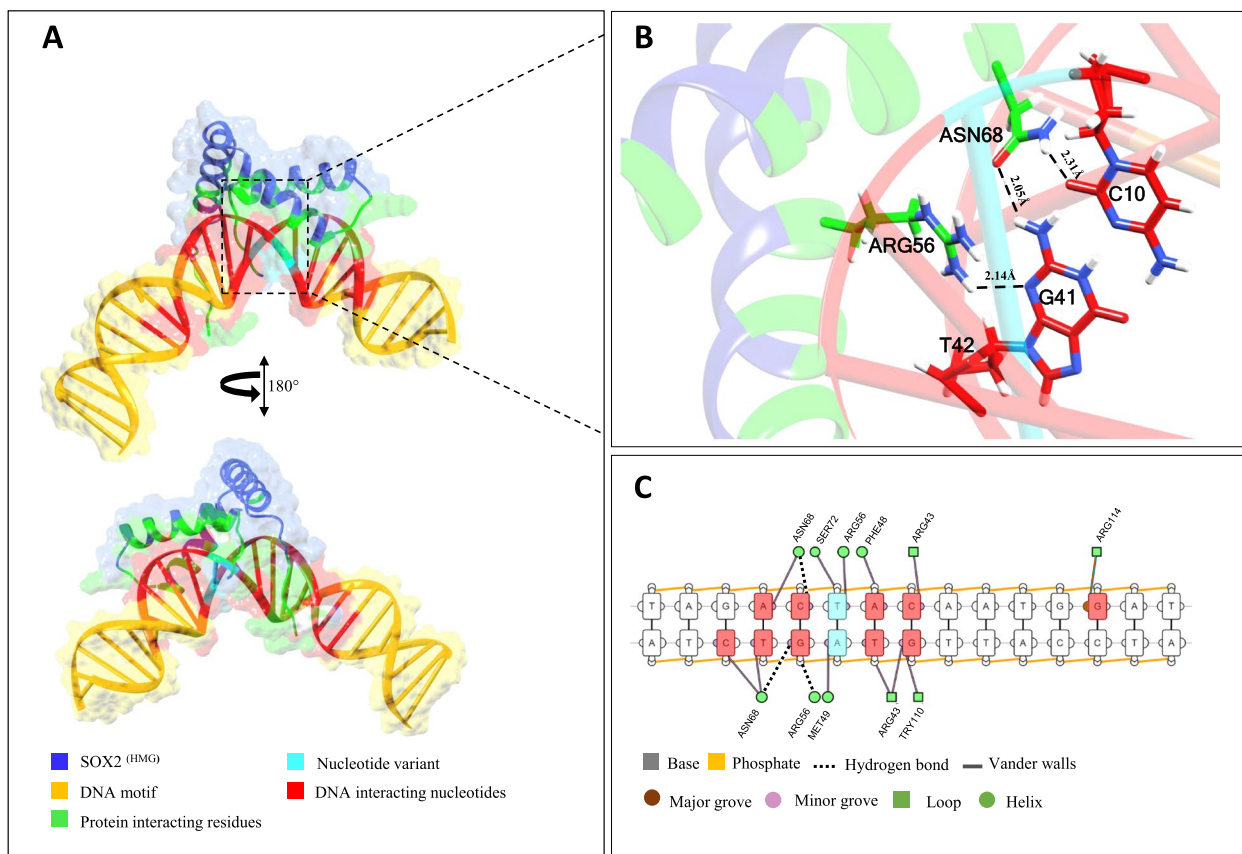 A
180°
SOX2 (HMG)
Nucleotide variant
DNA motif
DNA interacting nucleotides
Protein interacting residues
B
ASN68
2.31Å
2.05Å
C10
ARG56
2.14Å
G41
T42
C
ASN68 SER72 ARG56 PHE48 ARG43 ARG114
T A G A C T A C A A T G G A T
A T C T G A T G T T A C C T A
ASN68 ARG56 MET49 ARG43 TRY110
Base Phosphate Hydrogen bond Vander walls
Major grove Minor grove Loop Helix